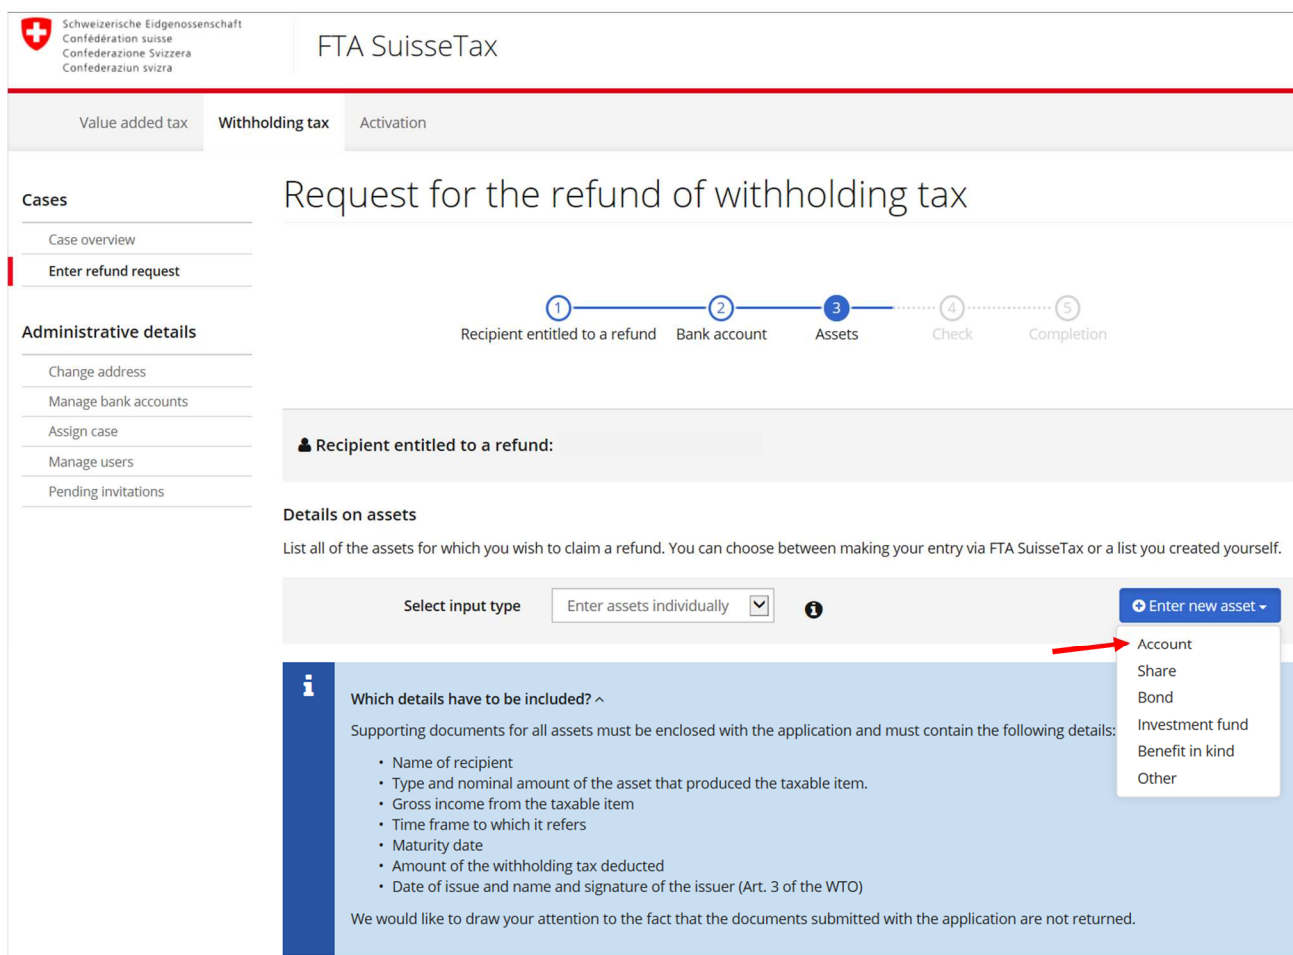 Schweizerische Eidgenossenschaft
Confédération suisse
Confederazione Svizzera
Confederaziun svizra
FTA SuisseTax
Value added tax
Withholding tax
Activation
Cases
Case overview
Enter refund request
Administrative details
Change address
Manage bank accounts
Assign case
Manage users
Pending invitations
Request for the refund of withholding tax
1
2
3
4
5
Recipient entitled to a refund
Bank account
Assets
Check
Completion
Recipient entitled to a refund:
Details on assets
List all of the assets for which you wish to claim a refund. You can choose between making your entry via FTA SuisseTax or a list you created yourself.
Select input type
Enter assets individually
Enter new asset
Account
Share
Bond
Investment fund
Benefit in kind
Other
Which details have to be included?
Supporting documents for all assets must be enclosed with the application and must contain the following details:
• Name of recipient
• Type and nominal amount of the asset that produced the taxable item.
• Gross income from the taxable item
• Time frame to which it refers
• Maturity date
• Amount of the withholding tax deducted
• Date of issue and name and signature of the issuer (Art. 3 of the WTO)
We would like to draw your attention to the fact that the documents submitted with the application are not returned.